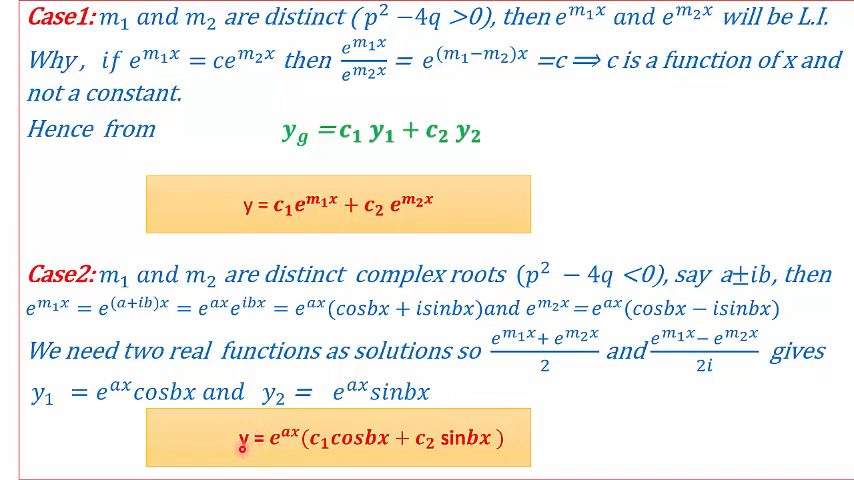 Case1: m₁ and m₂ are distinct (p² −4q >0), then e^{m₁x} and e^{m₂x} will be L.I.
Why, if e^{m₁x} = ce^{m₂x} then \frac{e^{m₁x}}{e^{m₂x}} = e^{(m₁−m₂)x} =c ⟹ c is a function of x and
not a constant.
Hence from y_g =c₁ y₁ + c₂ y₂
y = c₁e^{m₁x} + c₂ e^{m₂x}
Case2: m₁ and m₂ are distinct complex roots (p² − 4q <0), say a±ib, then
e^{m₁x} = e^{(a+ib)x} = e^{ax}e^{ibx} = e^{ax}(cosbx + isinbx)and e^{m₂x}=e^{ax}(cosbx − isinbx)
We need two real functions as solutions so \frac{e^{m₁x}+ e^{m₂x}}{2} and \frac{e^{m₁x}− e^{m₂x}}{2i} gives
y₁ = e^{ax}cosbx and y₂ = e^{ax}sinbx
y = e^{ax}(c₁cosbx + c₂ sinbx )